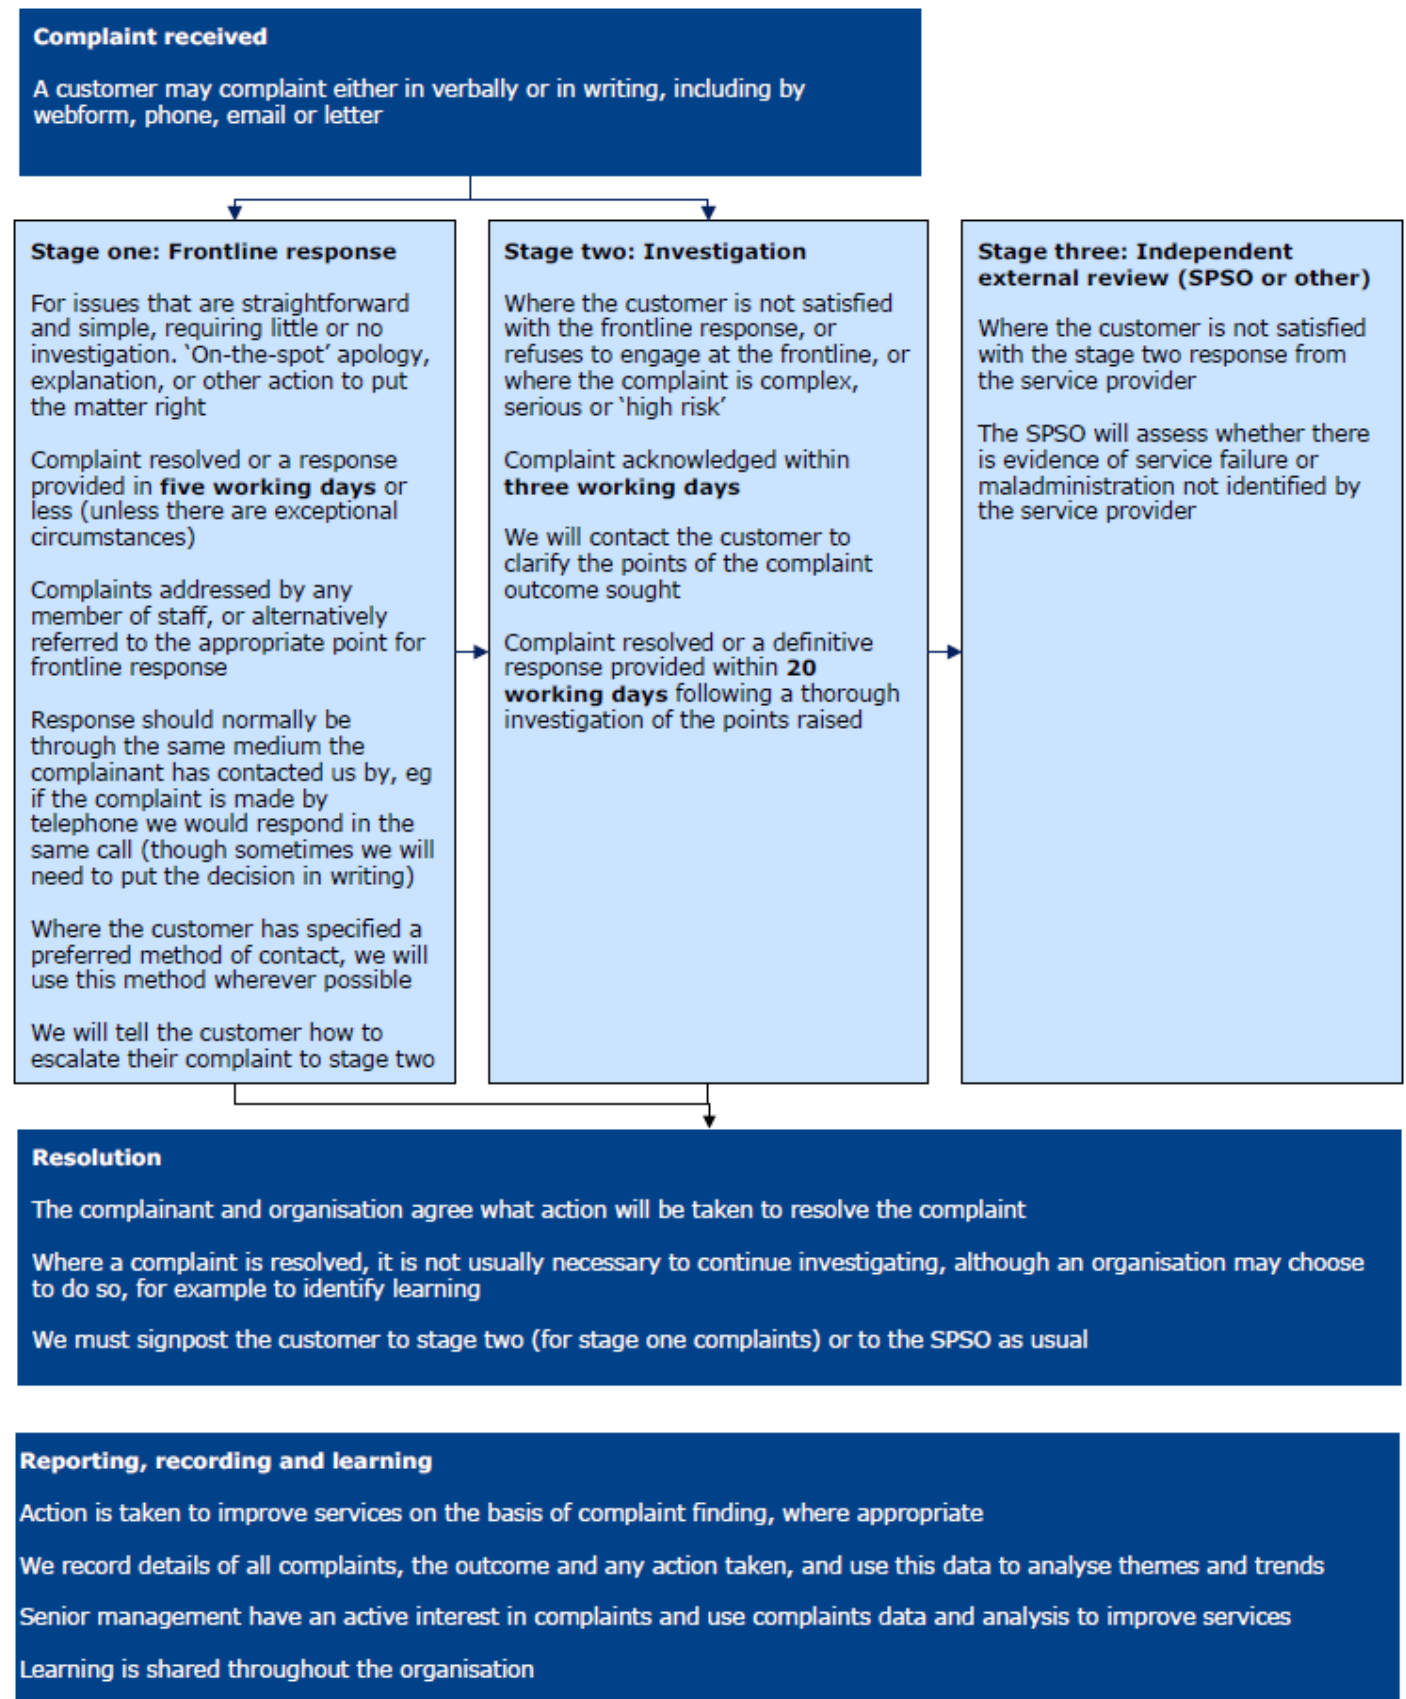 Complaint received
A customer may complaint either in verbally or in writing, including by
webform, phone, email or letter
Stage one: Frontline response
For issues that are straightforward
and simple, requiring little or no
investigation. ‘On-the-spot’ apology,
explanation, or other action to put
the matter right
Complaint resolved or a response
provided in five working days or
less (unless there are exceptional
circumstances)
Complaints addressed by any
member of staff, or alternatively
referred to the appropriate point for
frontline response
Response should normally be
through the same medium the
complainant has contacted us by, eg
if the complaint is made by
telephone we would respond in the
same call (though sometimes we will
need to put the decision in writing)
Where the customer has specified a
preferred method of contact, we will
use this method wherever possible
We will tell the customer how to
escalate their complaint to stage two
Stage two: Investigation
Where the customer is not satisfied
with the frontline response, or
refuses to engage at the frontline, or
where the complaint is complex,
serious or ‘high risk’
Complaint acknowledged within
three working days
We will contact the customer to
clarify the points of the complaint
outcome sought
Complaint resolved or a definitive
response provided within 20
working days following a thorough
investigation of the points raised
Stage three: Independent
external review (SPSO or other)
Where the customer is not satisfied
with the stage two response from
the service provider
The SPSO will assess whether there
is evidence of service failure or
maladministration not identified by
the service provider
Resolution
The complainant and organisation agree what action will be taken to resolve the complaint
Where a complaint is resolved, it is not usually necessary to continue investigating, although an organisation may choose
to do so, for example to identify learning
We must signpost the customer to stage two (for stage one complaints) or to the SPSO as usual
Reporting, recording and learning
Action is taken to improve services on the basis of complaint finding, where appropriate
We record details of all complaints, the outcome and any action taken, and use this data to analyse themes and trends
Senior management have an active interest in complaints and use complaints data and analysis to improve services
Learning is shared throughout the organisation